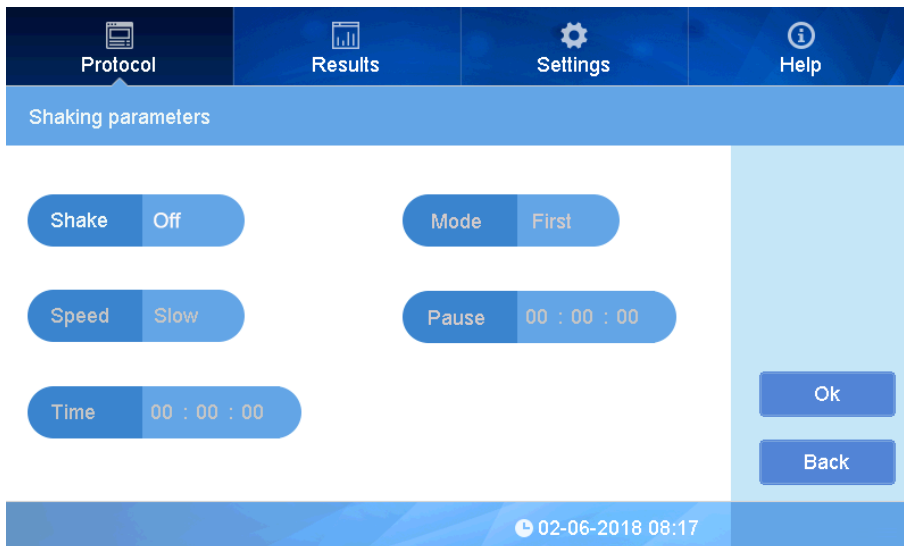 Protocol Results Settings Help
Shaking parameters
Shake Off Mode First
Speed Slow Pause 00 : 00 : 00
Time 00 : 00 : 00
Ok
Back
02-06-2018 08:17